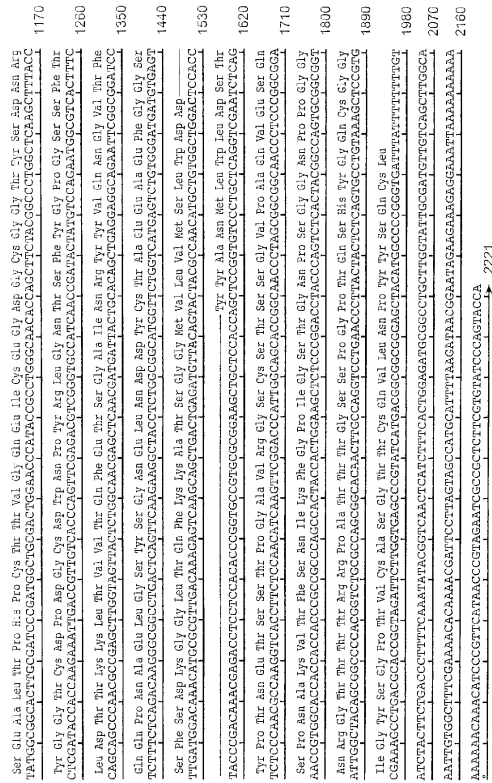 Ser Glu Ala Leu Thr Pro His Pro Cys Thr Thr Val Gly Gln Glu Ile Cys Glu Gly Asp Gly Cys Gly Gly Thr Tyr Ser Asp Asn Arg
TATGGCGGCACTTGCGATCCCGATGGCTGCGACTGGAACCCATACCGCCTGGGCAACACCAGCTTCTACGGCCCTGGCTCAAGCTTTACC 1170
Tyr Gly Gly Thr Cys Asp Pro Asp Gly Cys Asp Trp Asn Pro Tyr Arg Leu Gly Asn Thr Ser Phe Tyr Gly Pro Gly Ser Ser Phe Thr
CTCGATACCACCAAGAAATTGACCGTTGTCACCCAGTTCGAGACGTCGGGTGCCATCAACCGATACTATGTCCAGAATGGCGTCACTTTC 1260
Leu Asp Thr Thr Lys Lys Leu Thr Val Val Thr Gln Phe Glu Thr Ser Gly Ala Ile Asn Arg Tyr Tyr Val Gln Asn Gly Val Thr Phe
CAGCAGCCCAACGCCGAGCTTGGTAGTTACTCTGGCAACGAGCTCAACGATGATTACTGCACAGCTGAGGAGGCAGAATTCGGCGGATCC 1350
Gln Gln Pro Asn Ala Glu Leu Gly Ser Tyr Ser Gly Asn Glu Leu Asn Asp Asp Tyr Cys Thr Ala Glu Glu Ala Glu Phe Gly Gly Ser
TCTTTCTCAGACAAGGGCGGCCTGACTCAGTTCAAGAAGGCTACCTCTGGCGGCATGGTTCTGGTCATGAGTCTGTGGGATGATGTGAGT 1440
Ser Phe Ser Asp Lys Gly Gly Leu Thr Gln Phe Lys Lys Ala Thr Ser Gly Gly Met Val Leu Val Met Ser Leu Trp Asp Asp
TTGATGGACAAACATGCGCGTTGACAAAGAGTCAAGCAGCTGACTGAGATGTTACAGTACTACGCCAACATGCTGTGGCTGGACTCCACC 1530
Tyr Tyr Ala Asn Met Leu Trp Leu Asp Ser Thr
TACCCGACAAACGAGACCTCCTCCACACCCGGTGCCGTGCGCGGAAGCTGCTCCACCAGCTCCGGTGTCCCTGCTCAGGTCGAATCTCAG 1620
Tyr Pro Thr Asn Glu Thr Ser Ser Thr Pro Gly Ala Val Arg Gly Ser Cys Ser Thr Ser Ser Gly Val Pro Ala Gln Val Glu Ser Gln
TCTCCCAACGCCAAGGTCACCTTCTCCAACATCAAGTTCGGACCCATTGGCAGCACCGGCAACCCTAGCGGCGGCAACCCTCCCGGCGGA 1710
Ser Pro Asn Ala Lys Val Thr Phe Ser Asn Ile Lys Phe Gly Pro Ile Gly Ser Thr Gly Asn Pro Ser Gly Gly Asn Pro Pro Gly Gly
AACCGTGGCACCACCACCACCCGCCGCCCAGCCACTACCACTGGAAGCTCTCCCGGACCTACCCAGTCTCACTACGGCCAGTGCGGCGGT 1800
Asn Arg Gly Thr Thr Thr Thr Arg Arg Pro Ala Thr Thr Thr Gly Ser Ser Pro Gly Pro Thr Gln Ser His Tyr Gly Gln Cys Gly Gly
ATTGGCTACAGCGGCCCCACGGTCTGCGCCAGCGGCACAACTTGCCAGGTCCTGAACCCTTACTACTCTCAGTGCCTGTAAAGCTCCGTG 1890
Ile Gly Tyr Ser Gly Pro Thr Val Cys Ala Ser Gly Thr Thr Cys Gln Val Leu Asn Pro Tyr Tyr Ser Gln Cys Leu
TGAAAGCCTGACGCACCGGTAGATTCTTGGTGAGCCCGTATCATGACGGCGGCGGGAGCTACATGGCCCCGGGTGATTTATTTTTTTTGT 1980
ATCTACTTCTGACCCTTTTCAAATATACGGTCAACTCATCTTTCACTGGAGATGCGGCCTGCTTGGTATTGCGATGTTGTCAGCTTGGCA 2070
AATTGTGGCTTTCGAAAACACAAAACGATTCCTTAGTAGCCATGCATTTTAAGATAACGGAATAGAAGAAAGAGGAAATTAAAAAAAAAA 2160
AAAAAAACAAACATCCCGTTCATAACCCGTAGAATCGCCGCTCTTCGTGTATCCCAGTACCA 2221